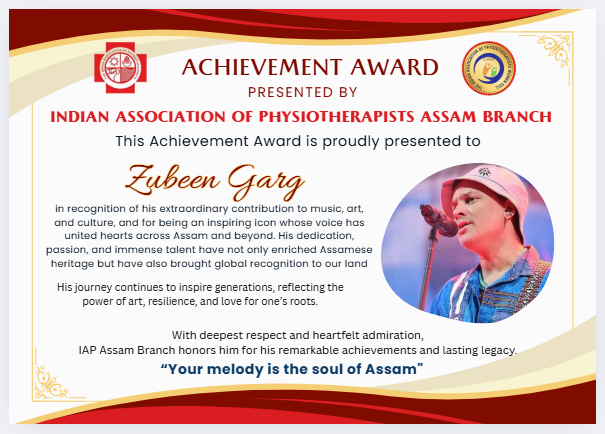 ACHIEVEMENT AWARD
PRESENTED BY
INDIAN ASSOCIATION OF PHYSIOTHERAPISTS ASSAM BRANCH
This Achievement Award is proudly presented to
Zubeen Garg
in recognition of his extraordinary contribution to music, art,
and culture, and for being an inspiring icon whose voice has
united hearts across Assam and beyond. His dedication,
passion, and immense talent have not only enriched Assamese
heritage but have also brought global recognition to our land
His journey continues to inspire generations, reflecting the
power of art, resilience, and love for one’s roots.
With deepest respect and heartfelt admiration,
IAP Assam Branch honors him for his remarkable achievements and lasting legacy.
“Your melody is the soul of Assam"